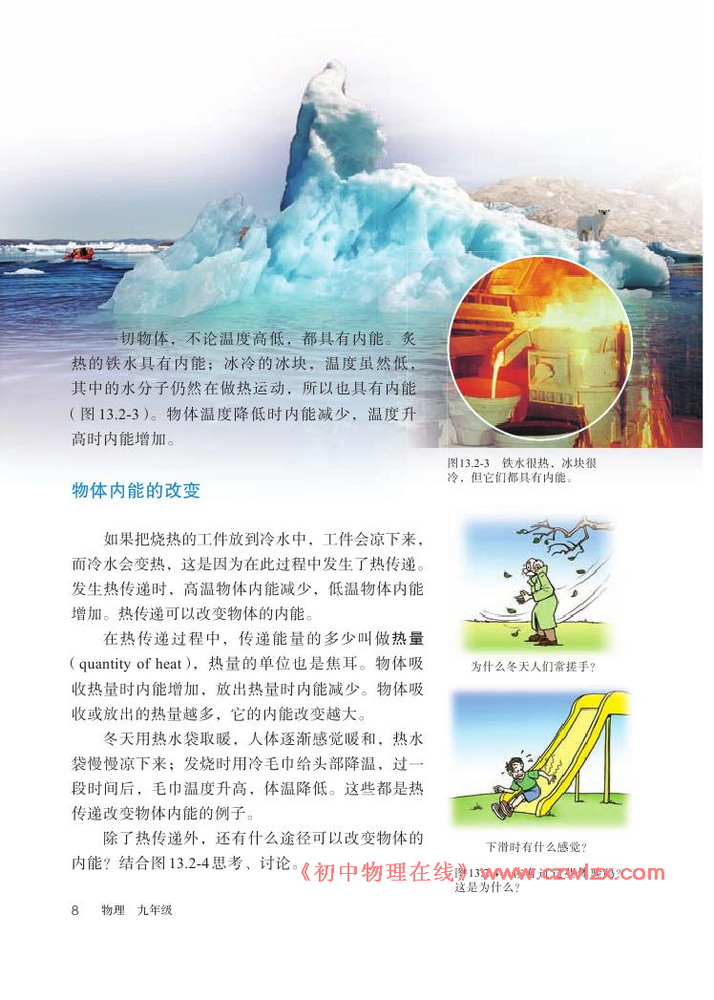 一切物体，不论温度高低，都具有内能。炙
热的铁水具有内能；冰冷的冰块，温度虽然低，
其中的水分子仍然在做热运动，所以也具有内能
（图13.2-3）。物体温度降低时内能减少，温度升
高时内能增加。
图13.2-3 铁水很热，冰块很
冷，但它们都具有内能。
物体内能的改变
如果把烧热的工件放到冷水中，工件会凉下来，
而冷水会变热，这是因为在此过程中发生了热传递。
发生热传递时，高温物体内能减少，低温物体内能
增加。热传递可以改变物体的内能。
在热传递过程中，传递能量的多少叫做热量
（quantity of heat），热量的单位也是焦耳。物体吸
收热量时内能增加，放出热量时内能减少。物体吸
收或放出的热量越多，它的内能改变越大。
冬天用热水袋取暖，人体逐渐感觉暖和，热水
袋慢慢凉下来；发烧时用冷毛巾给头部降温，过一
段时间后，毛巾温度升高，体温降低。这些都是热
传递改变物体内能的例子。
除了热传递外，还有什么途径可以改变物体的
内能？结合图13.2-4思考、讨论。
为什么冬天人们常搓手？
下滑时有什么感觉？
图13.2-4
这是为什么？
《初中物理在线》www.czwlzx.com
8 物理 九年级